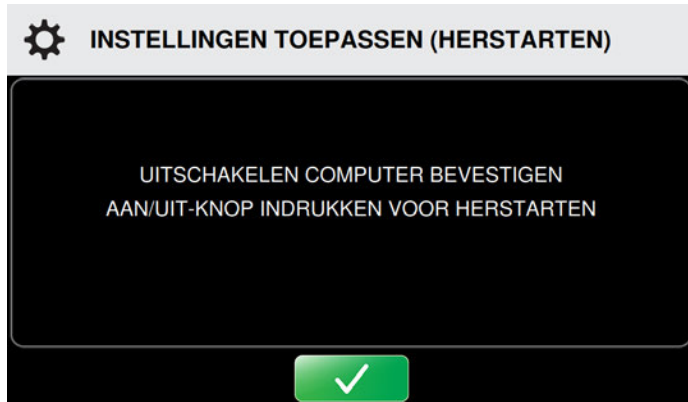 INSTELLINGEN TOEPASSEN (HERSTARTEN)
UITSCHAKELEN COMPUTER BEVESTIGEN
AAN/UIT-KNOP INDRUKKEN VOOR HERSTARTEN